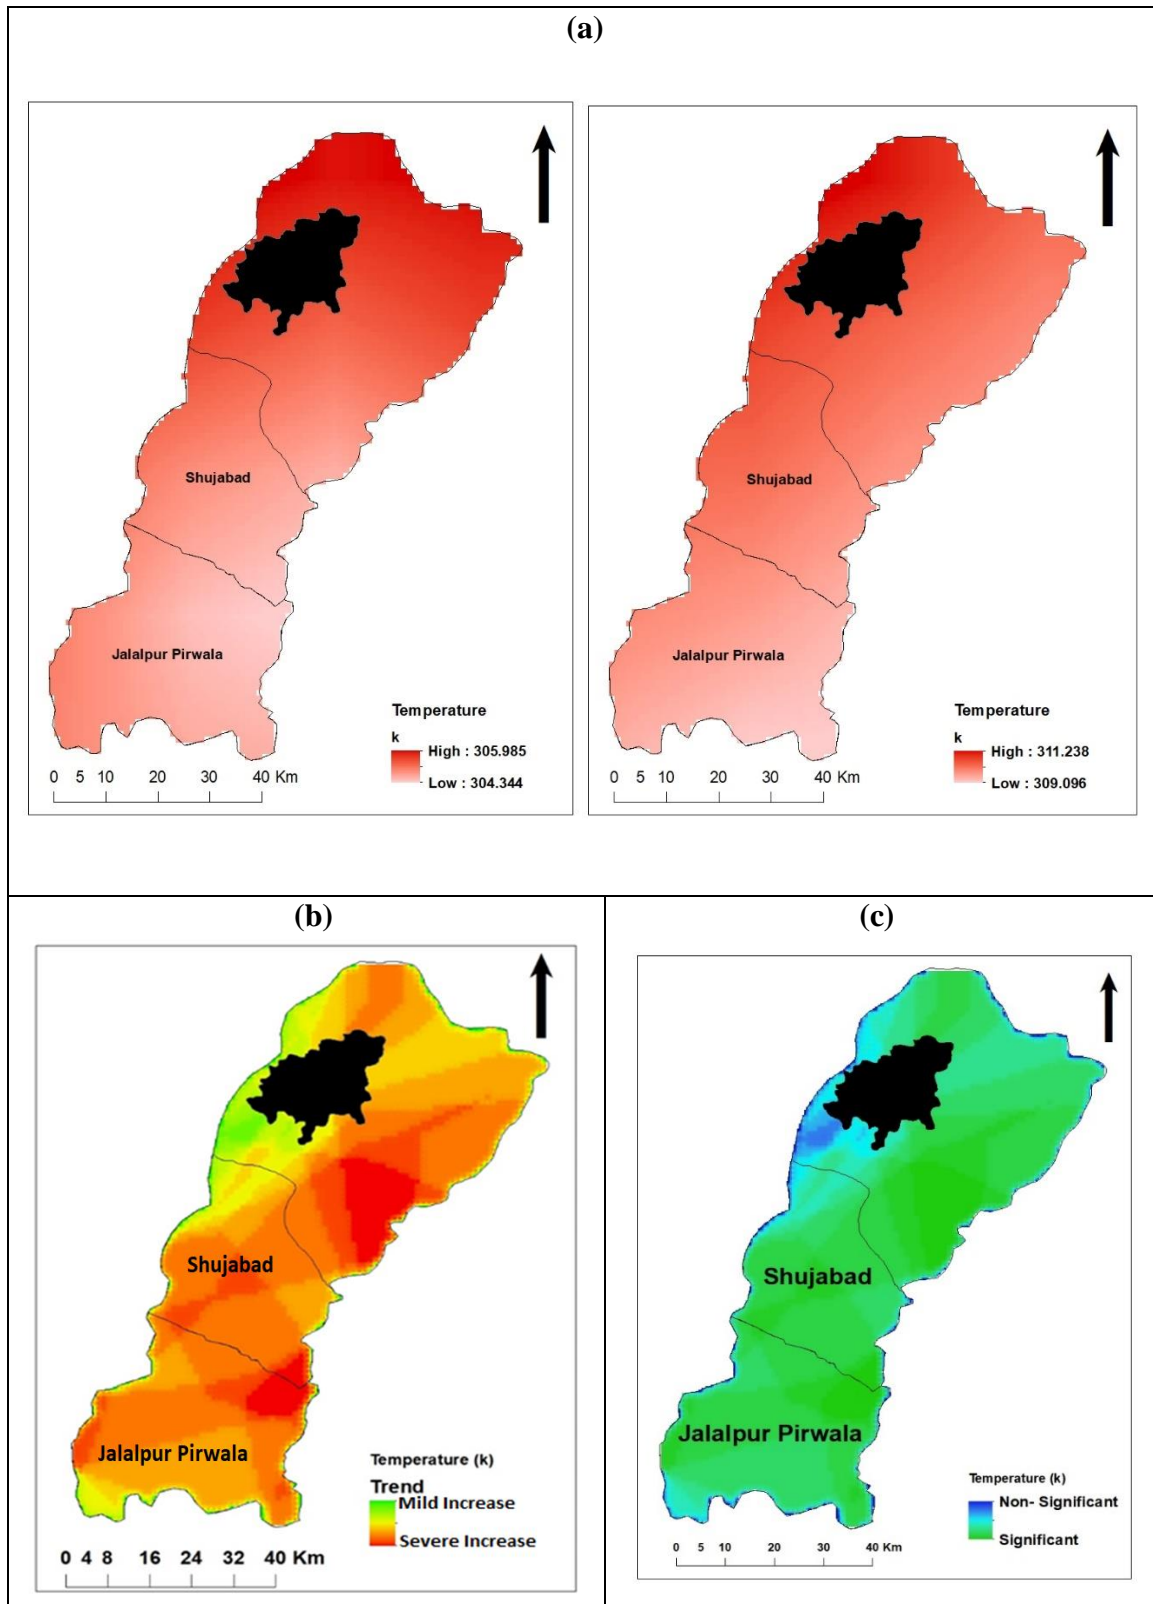 (a)
Shujabad
Jalalpur Pirwala
Temperature
k
High : 305.985
Low : 304.344
0 5 10 20 30 40 Km
Shujabad
Jalalpur Pirwala
Temperature
k
High : 311.238
Low : 309.096
0 5 10 20 30 40 Km
(b)
Shujabad
Jalalpur Pirwala
Temperature (k)
Trend
Mild Increase
Severe Increase
0 4 8 16 24 32 40 Km
(c)
Shujabad
Jalalpur Pirwala
Temperature (k)
Non- Significant
Significant
0 5 10 20 30 40 Km